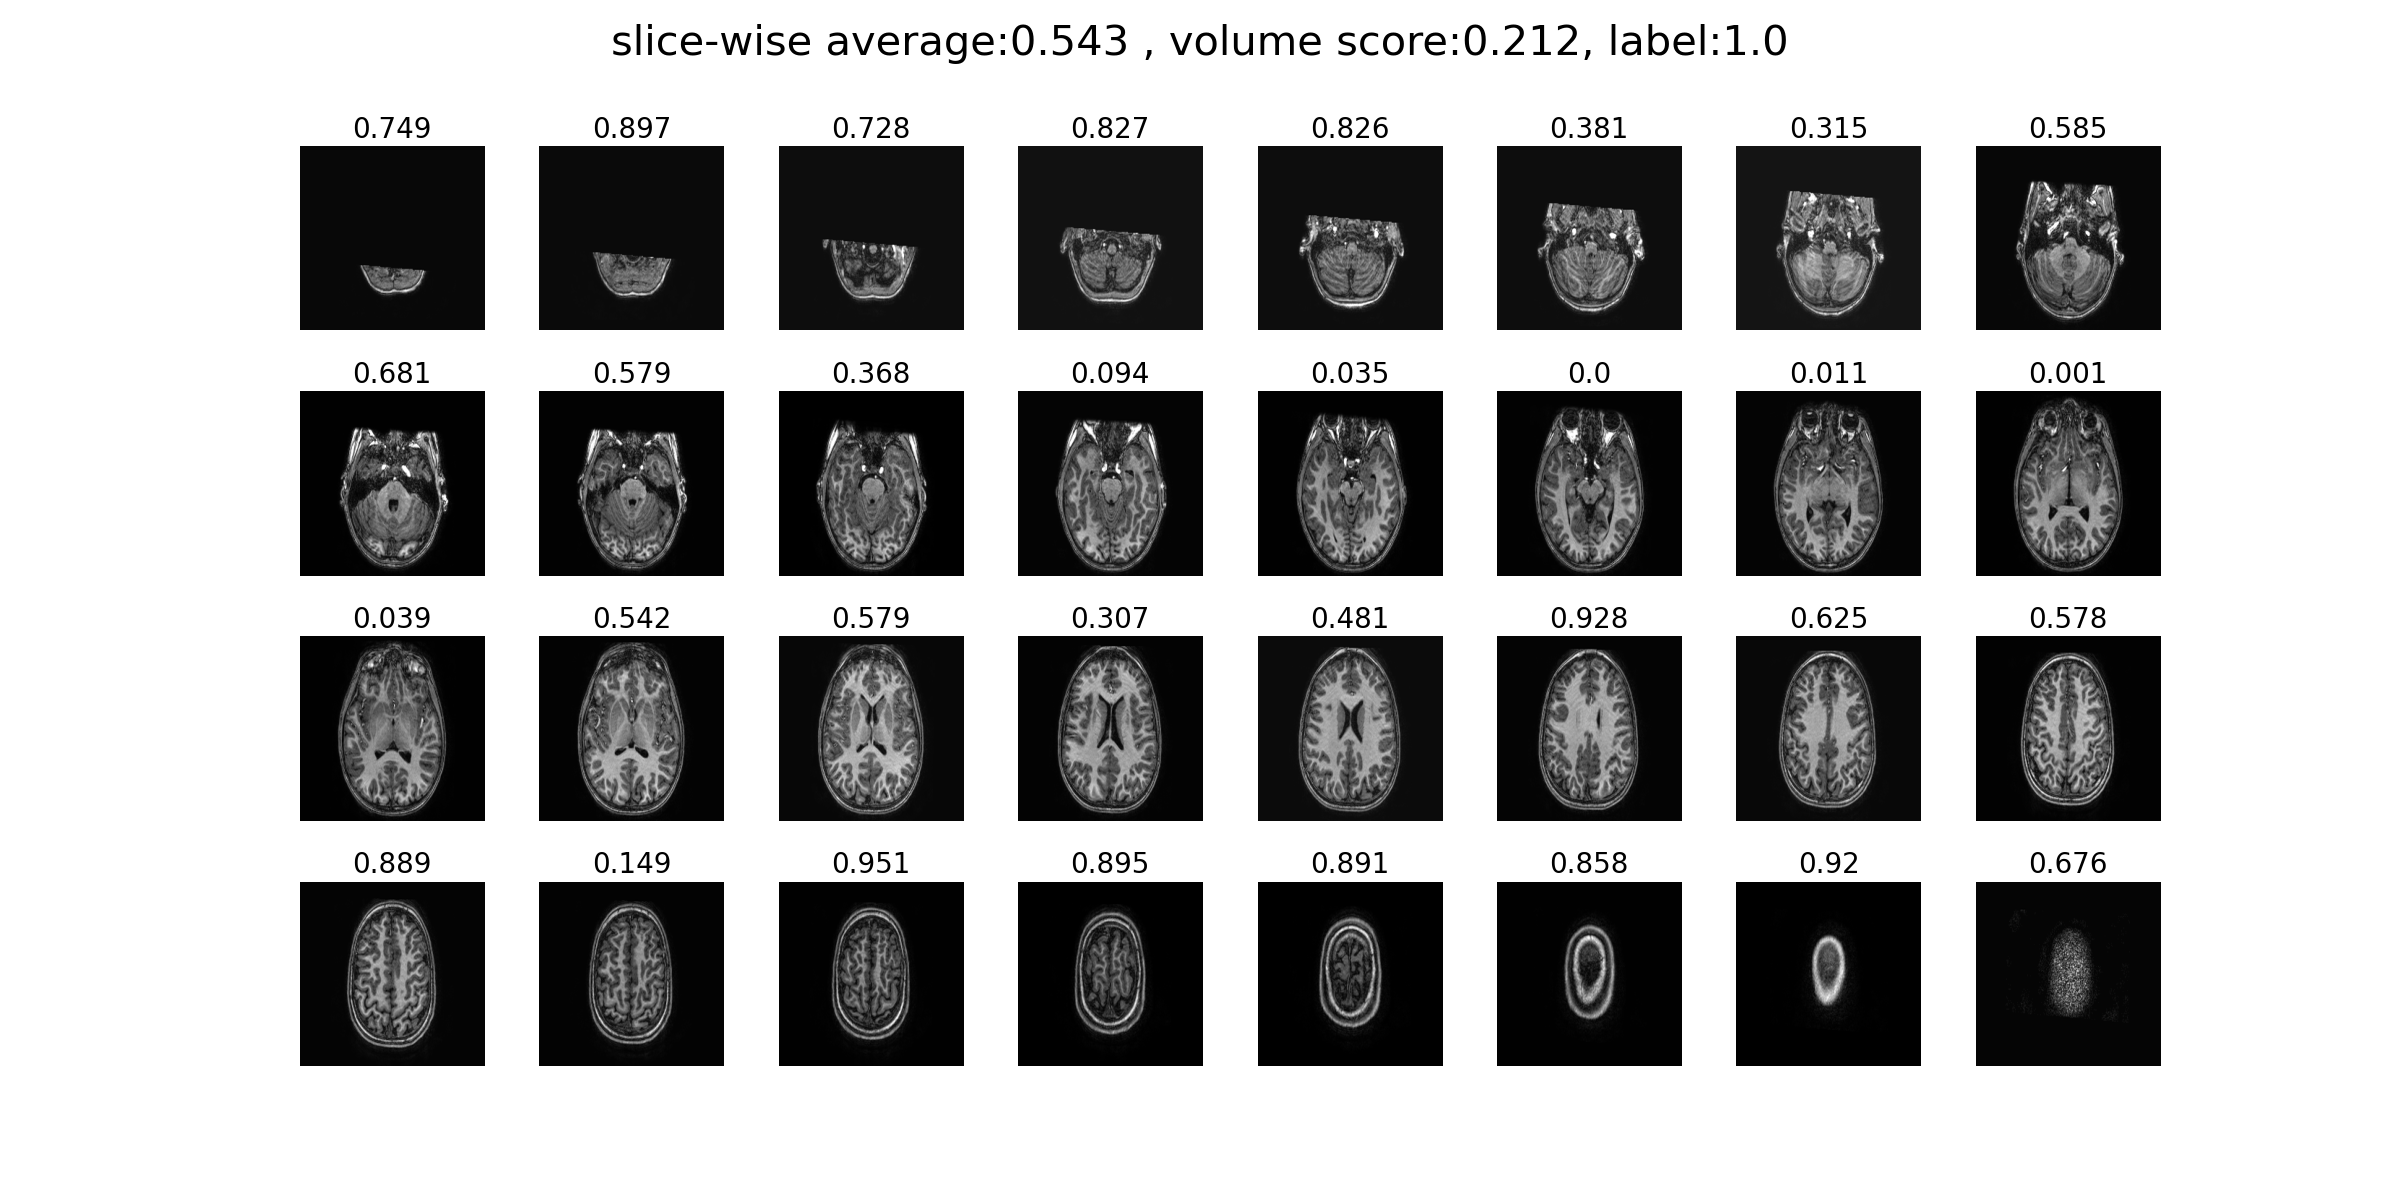 slice-wise average:0.543 , volume score:0.212, label:1.0
0.749 0.897 0.728 0.827 0.826 0.381 0.315 0.585
0.681 0.579 0.368 0.094 0.035 0.0 0.011 0.001
0.039 0.542 0.579 0.307 0.481 0.928 0.625 0.578
0.889 0.149 0.951 0.895 0.891 0.858 0.92 0.676